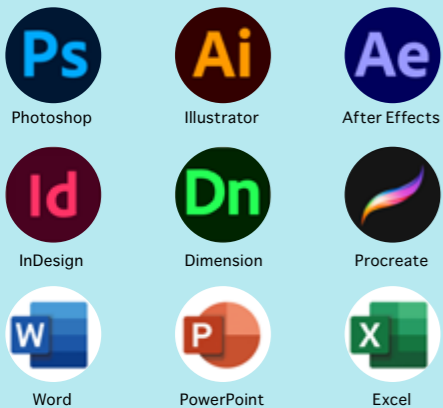 Ps Ai Ae
Photoshop Illustrator After Effects
Id Dn
InDesign Dimension Procreate
W P X
Word PowerPoint Excel